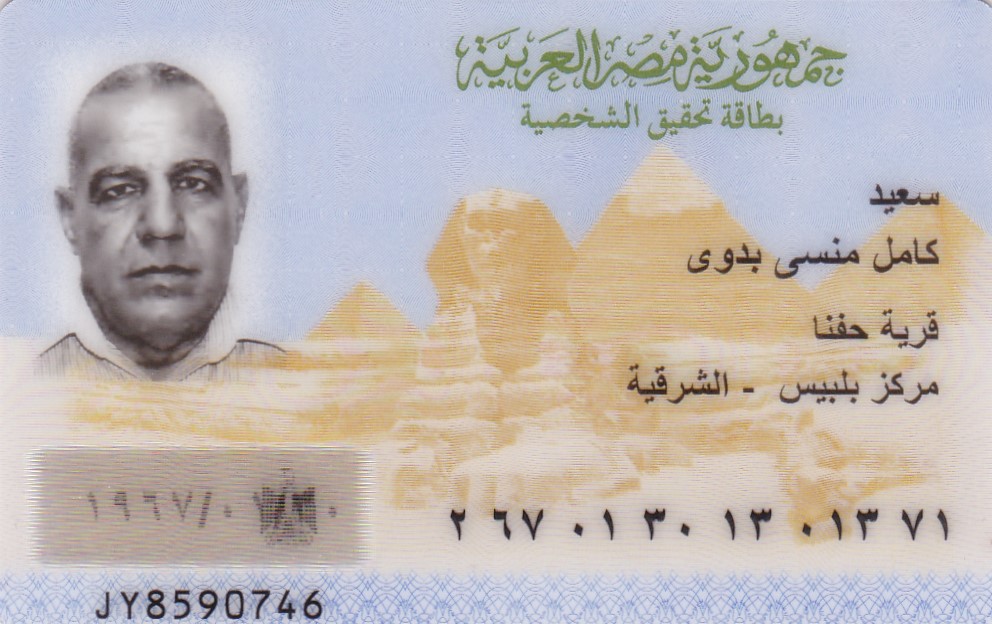 جمهورية مصر العربية
بطاقة تحقيق الشخصية
سعيد
كامل منسى بدوى
قرية حفنا
مركز بلبيس - الشرقية
٢ ٦٧ ٠١ ٣٠ ١٣ ٠١٣ ٧١
١٩٦٧/٠
JY8590746